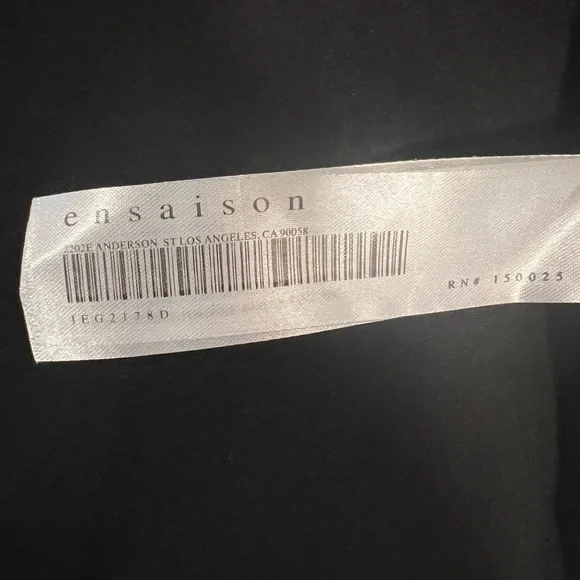 ensaison
2202E ANDERSON ST LOS ANGELES, CA 90058
1EG2178D
RN# 150025